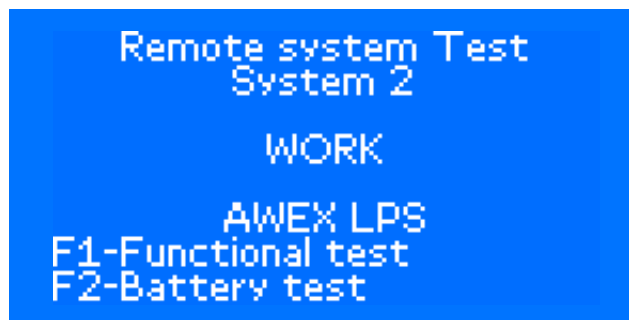 Remote system Test
System 2
WORK
AWEX LPS
F1-Functional test
F2-Battery test